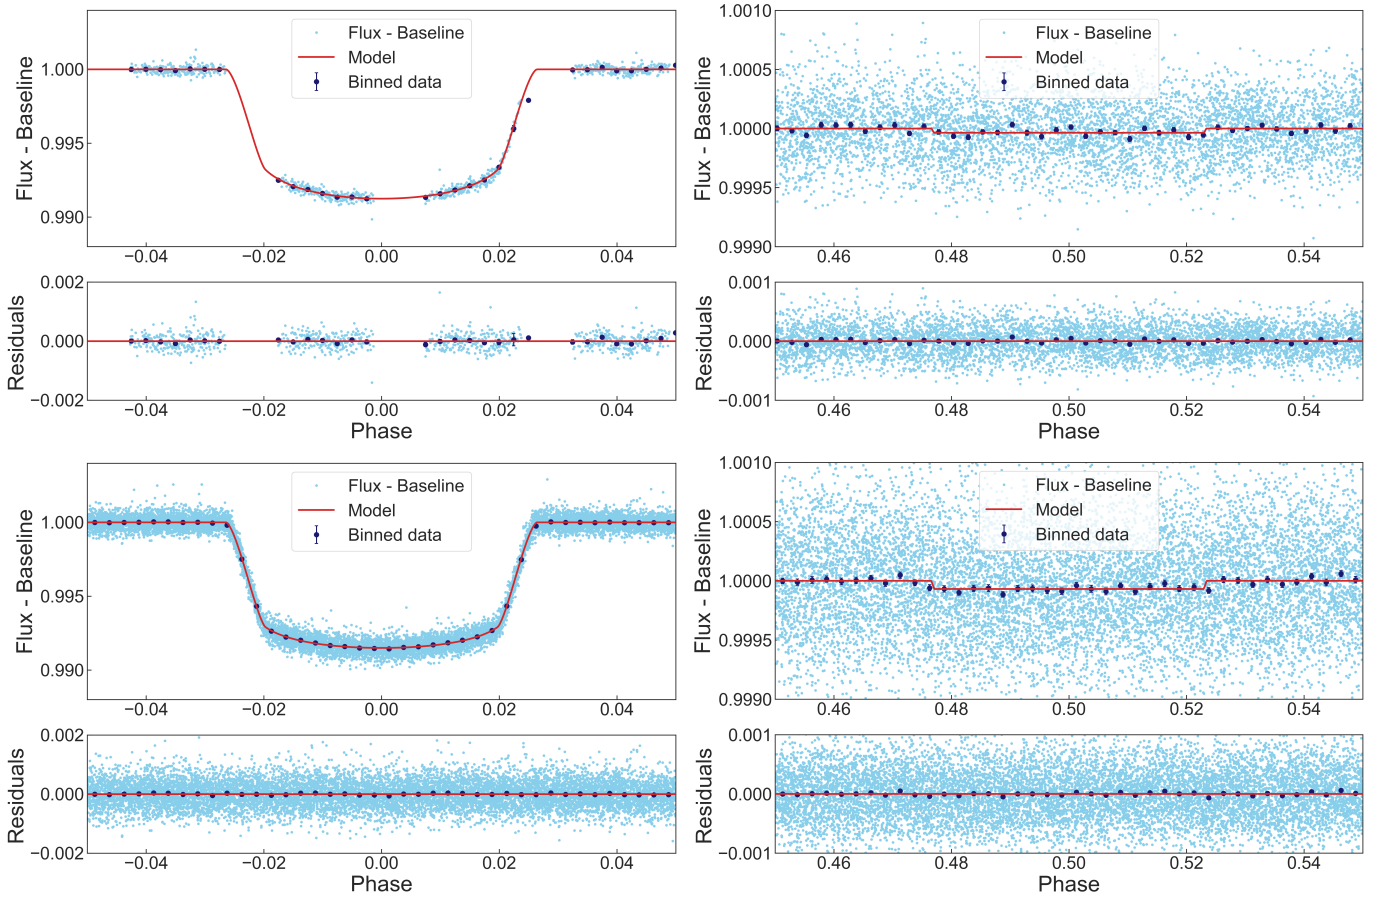 1.000
0.995
0.990
Flux - Baseline
Flux - Baseline
Model
Binned data
−0.04
−0.02
0.00
0.02
0.04
1.0010
1.0005
1.0000
0.9995
0.9990
Flux - Baseline
Flux - Baseline
Model
Binned data
0.46
0.48
0.50
0.52
0.54
0.002
0.000
−0.002
Residuals
−0.04
−0.02
0.00
0.02
0.04
Phase
0.001
0.000
−0.001
Residuals
0.46
0.48
0.50
0.52
0.54
Phase
1.000
0.995
0.990
Flux - Baseline
Flux - Baseline
Model
Binned data
−0.04
−0.02
0.00
0.02
0.04
1.0010
1.0005
1.0000
0.9995
0.9990
Flux - Baseline
Flux - Baseline
Model
Binned data
0.46
0.48
0.50
0.52
0.54
0.002
0.000
−0.002
Residuals
−0.04
−0.02
0.00
0.02
0.04
Phase
0.001
0.000
−0.001
Residuals
0.46
0.48
0.50
0.52
0.54
Phase